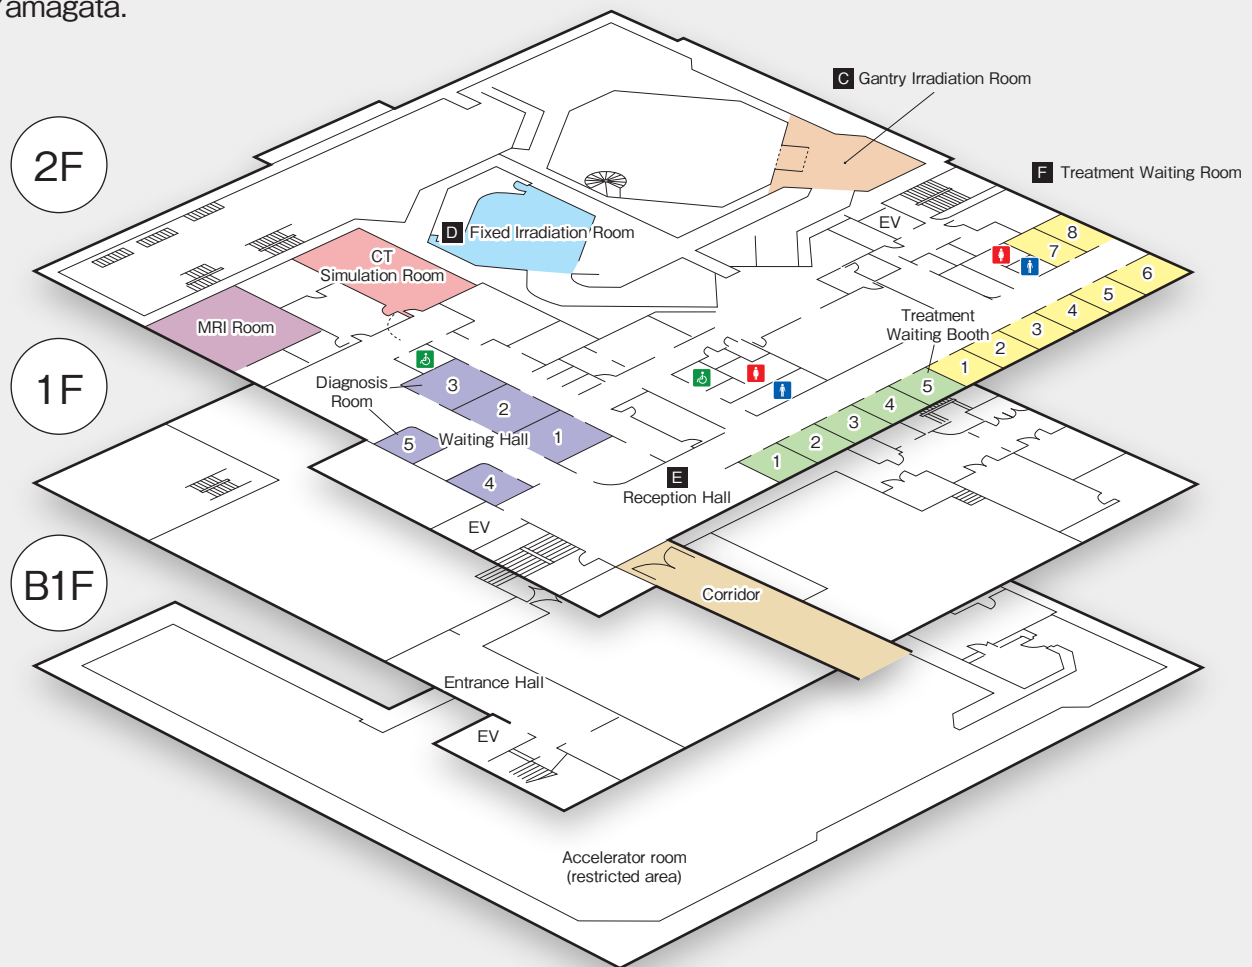 Yamagata.
C Gantry Irradiation Room
2F
F Treatment Waiting Room
EV
8
7
6
D Fixed Irradiation Room
CT
Simulation Room
5
4
3
2
1
MRI Room
Treatment
Waiting Booth
5
4
3
2
1
1F
Diagnosis
Room
3
2
1
Waiting Hall
5
4
E
Reception Hall
EV
B1F
Corridor
Entrance Hall
EV
Accelerator room
(restricted area)